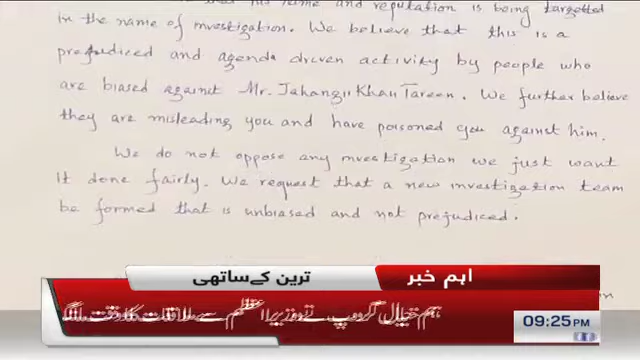 his name and reputation is being targetted
in the name of investigation. We believe that this is a
prejudiced and agenda driven activity by people who
are biased against Mr. Jahangir Khan Tareen. We further believe
they are misleading you and have poisoned you against him.
We do not oppose any investigation we just want
it done fairly. We request that a new investigation team
be formed that is unbiased and not prejudiced.
ترین کے ساتھی
اہم خبر
ہم خیال گروپ نے وزیراعظم سے ملاقات کا وقت مانگ
09:25 PM